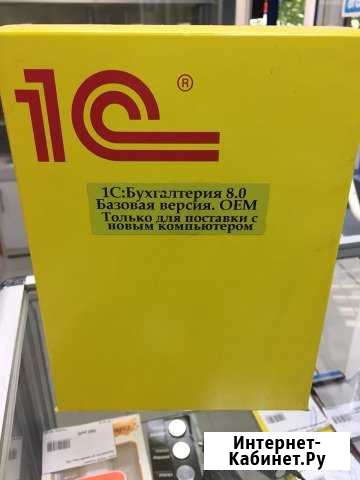 1С®
1С:Бухгалтерия 8.0
Базовая версия. OEM
Только для поставки с
новым компьютером
Интернет-
Кабинет.Ру